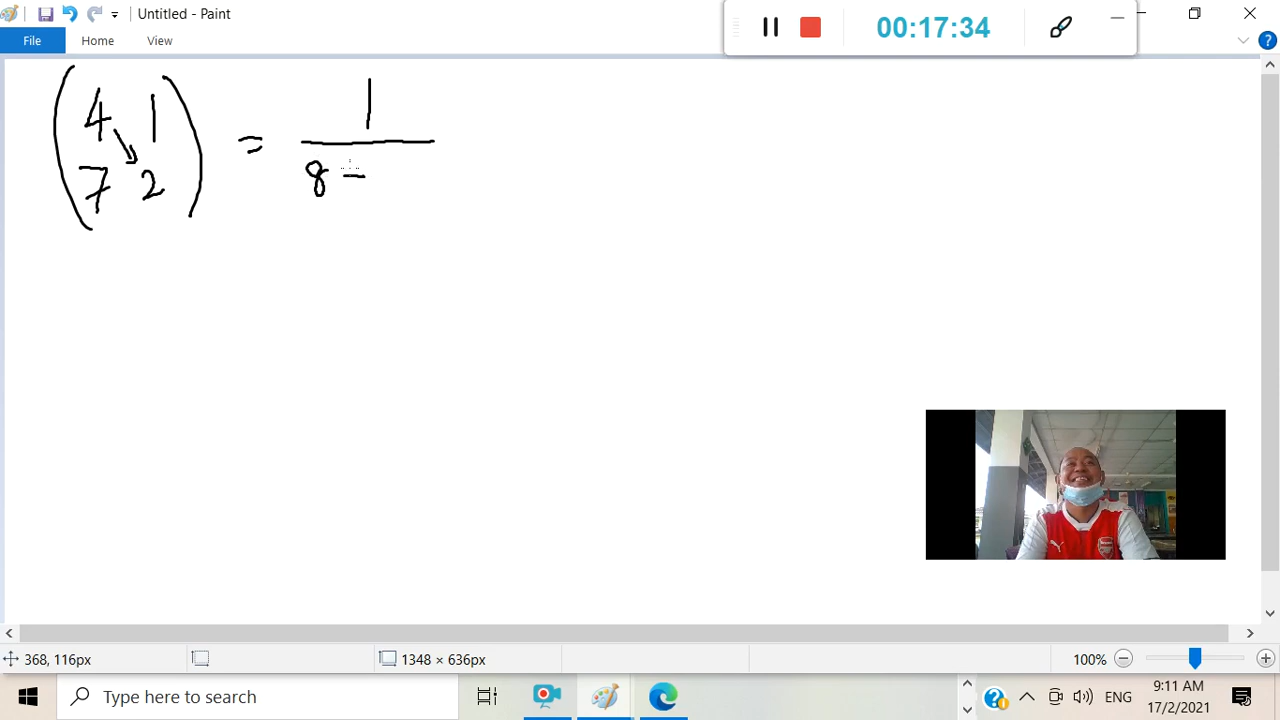 Untitled - Paint
00:17:34
File Home View
4 1
7 2
= 1
8 -
368, 116px
1348 × 636px
100%
Type here to search
ENG
9:11 AM
17/2/2021